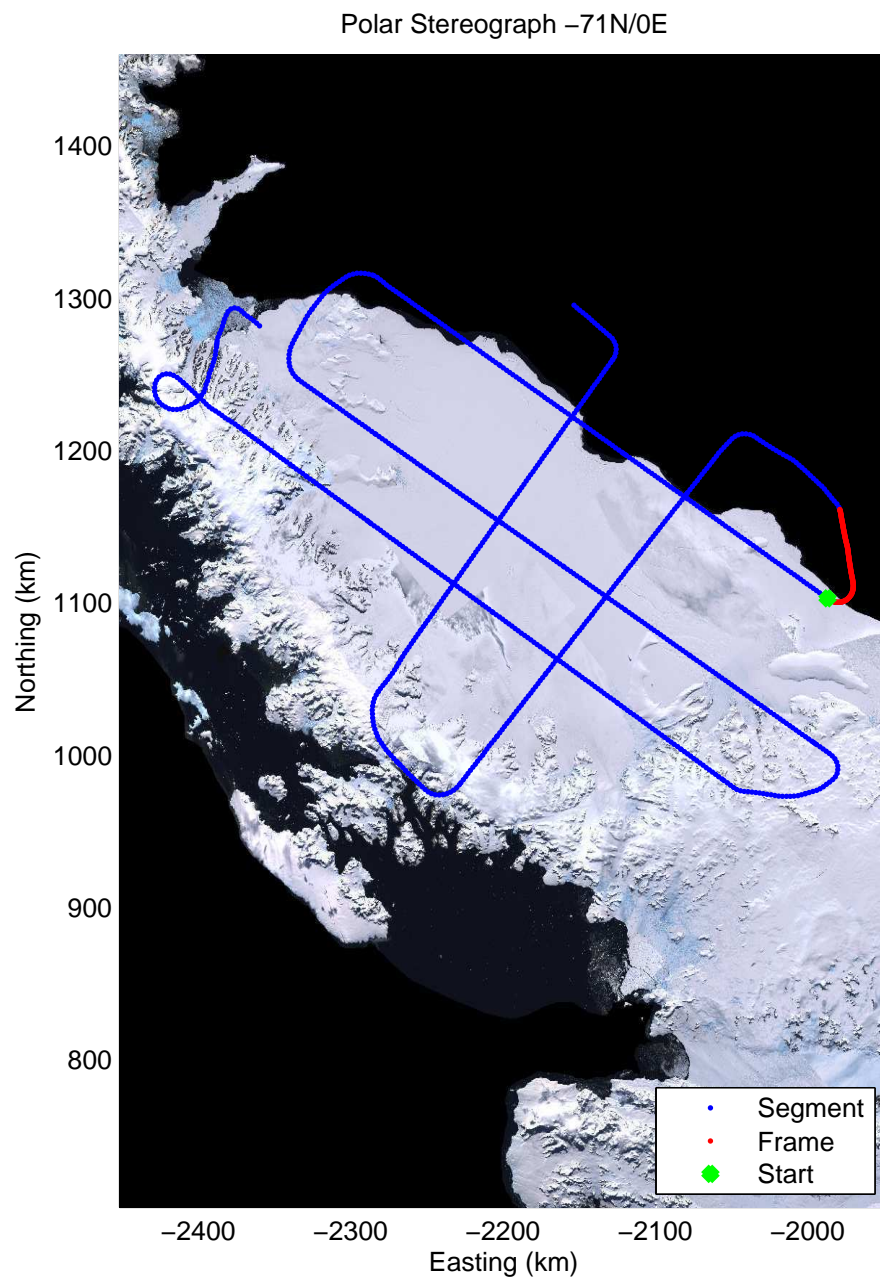 Polar Stereograph −71N/0E
1400
1300
1200
1100
1000
900
800
Northing (km)
Segment
Frame
Start
−2400 −2300 −2200 −2100 −2000
Easting (km)